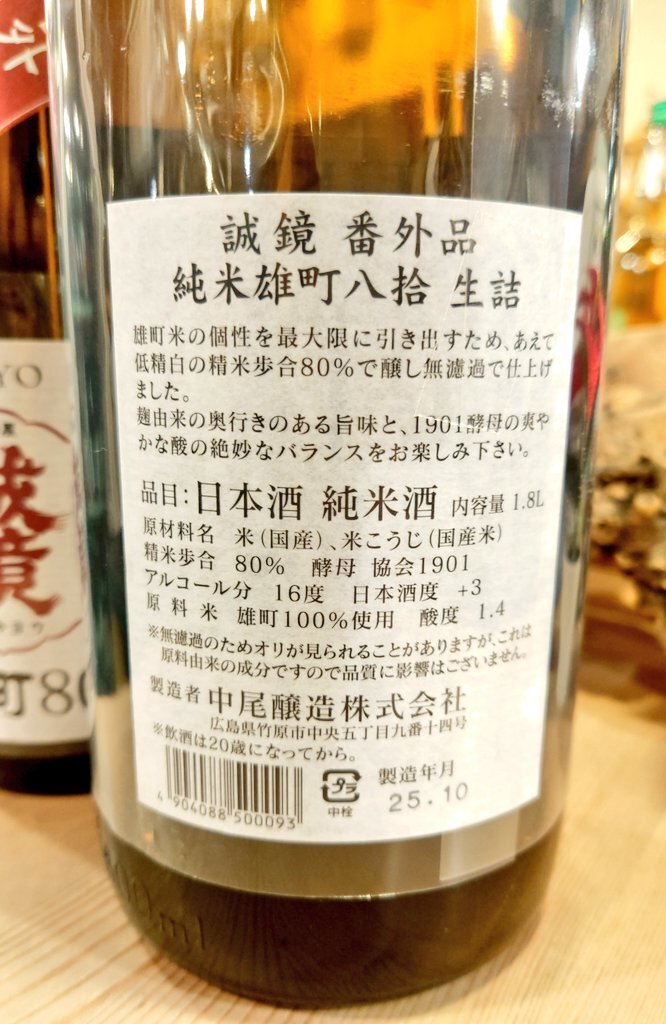 誠鏡 番外品
純米雄町八拾 生詰
雄町米の個性を最大限に引き出すため、あえて
低精白の精米歩合80%で醸し無濾過で仕上げ
ました。
麹由来の奥行きのある旨味と、1901酵母の爽や
かな酸の絶妙なバランスをお楽しみ下さい。
品目:日本酒 純米酒 内容量 1.8L
原材料名 米(国産)、米こうじ(国産米)
精米歩合 80% 酵母 協会1901
アルコール分 16度 日本酒度 +3
原料米 雄町100%使用 酸度 1.4
※無濾過のためオリが見られることがありますが、これは
原料由来の成分ですので品質に影響はございません。
製造者 中尾醸造株式会社
広島県竹原市中央五丁目九番十四号
※飲酒は20歳になってから。
4 904088 500093
プラ
中栓
製造年月
25.10
YO
誠鏡
町80